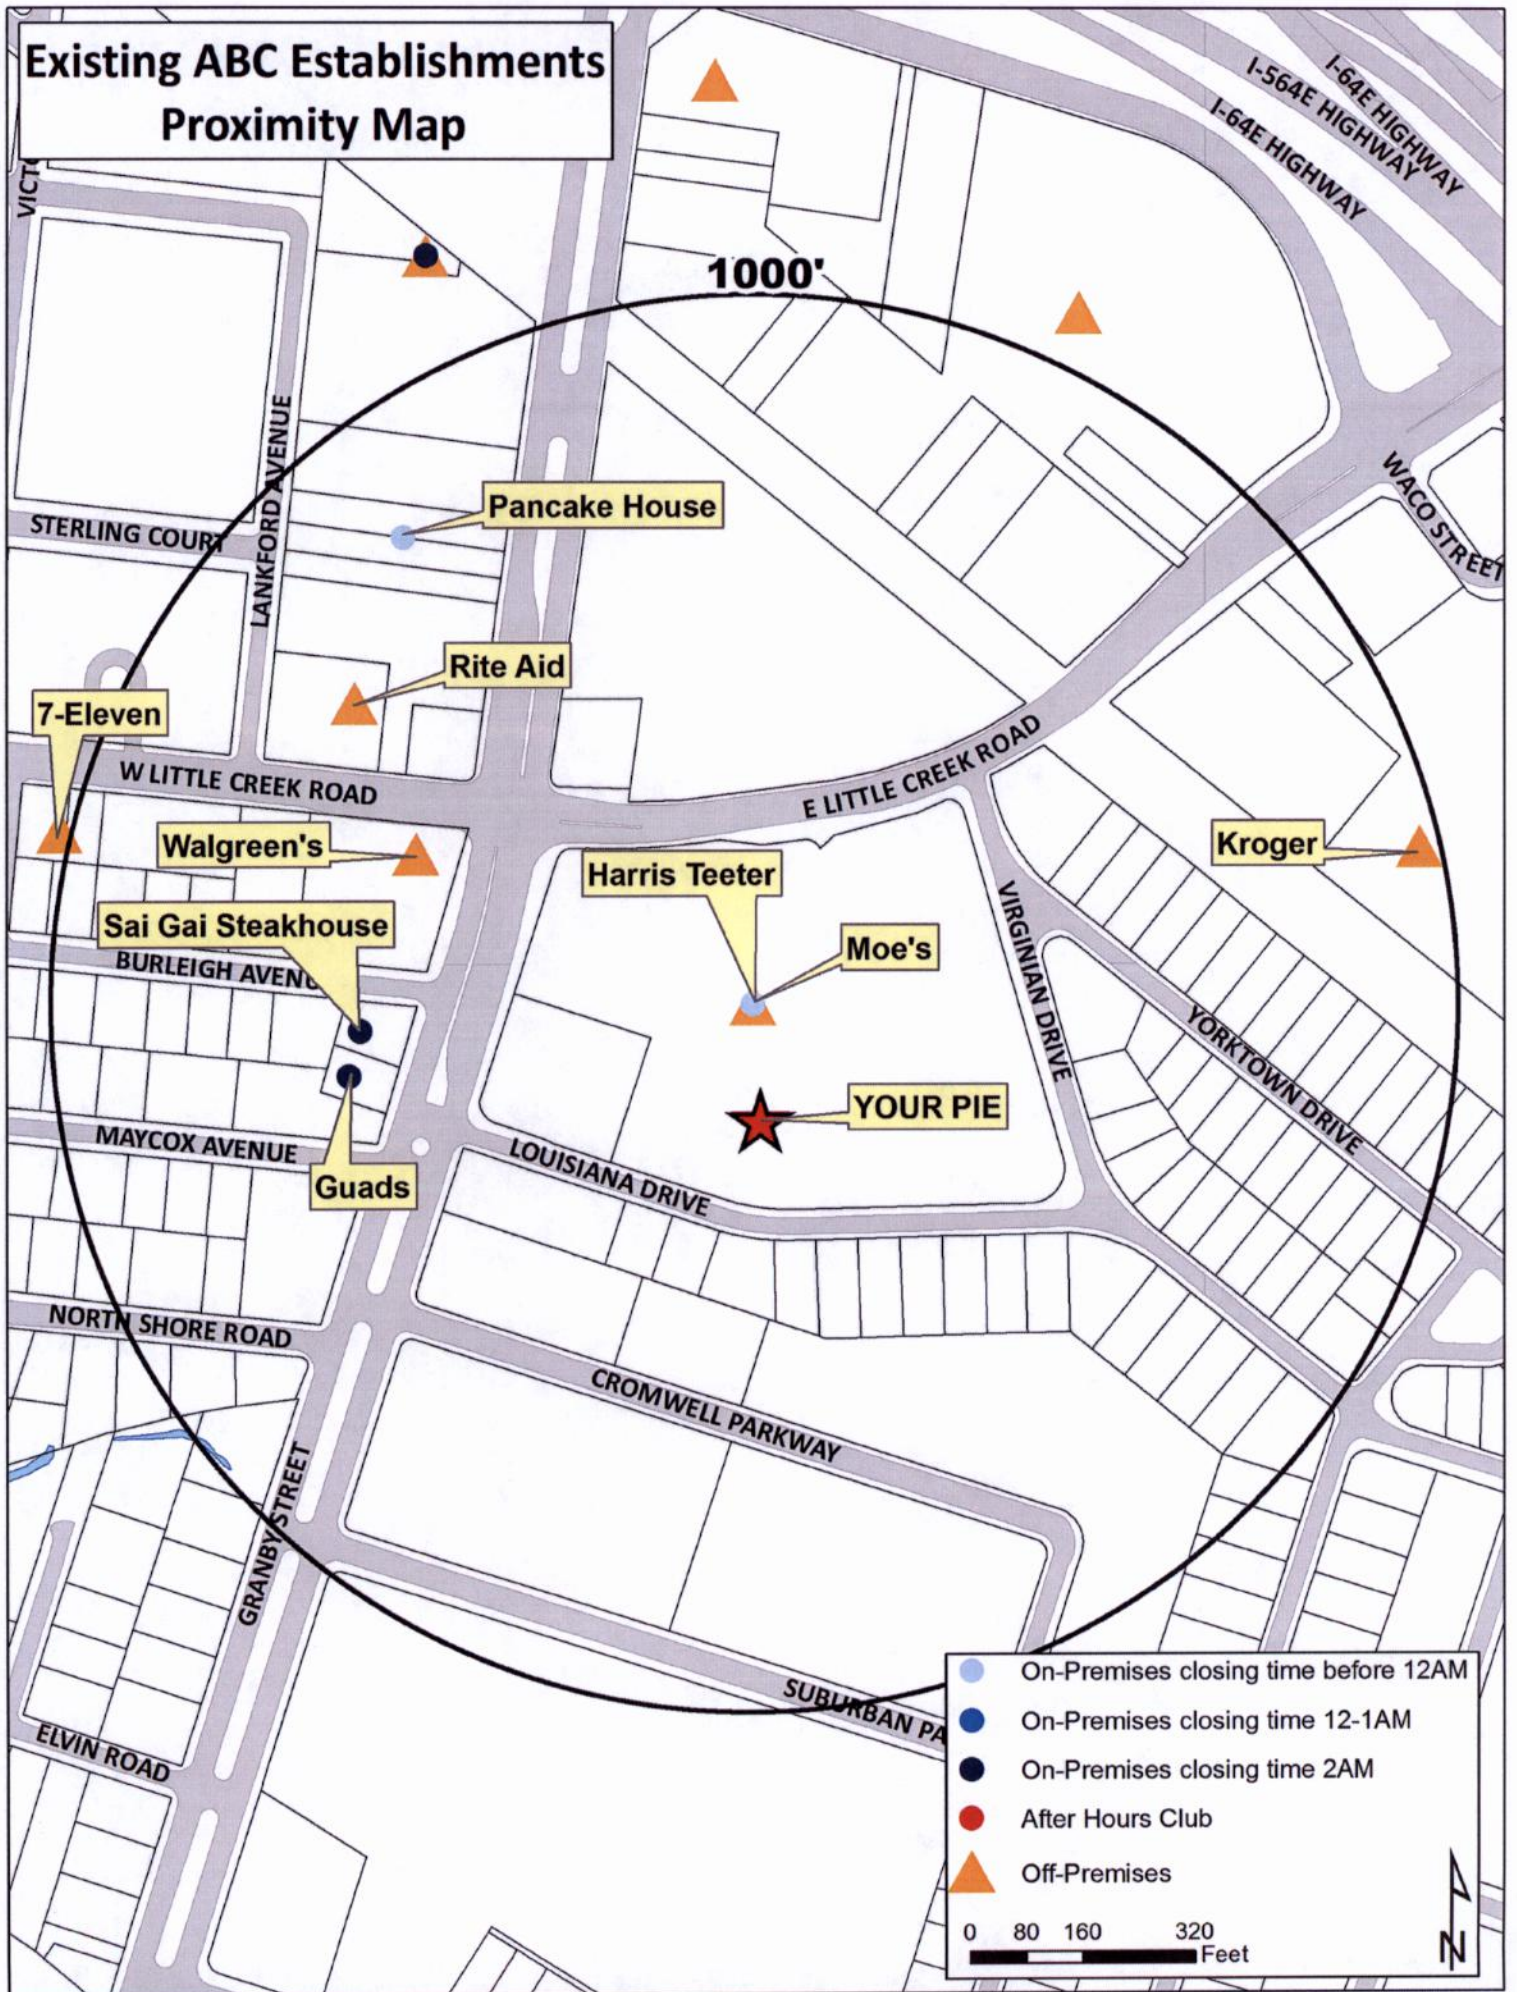 Existing ABC Establishments
Proximity Map
I-64E HIGHWAY
I-564E HIGHWAY
I-64E HIGHWAY
VICTO
1000'
LANKFORD AVENUE
WACO STREET
Pancake House
STERLING COURT
Rite Aid
7-Eleven
W LITTLE CREEK ROAD
E LITTLE CREEK ROAD
Walgreen's
Kroger
Harris Teeter
Sai Gai Steakhouse
Moe's
VIRGINIAN DRIVE
BURLEIGH AVENU
YORKTOWN DRIVE
YOUR PIE
MAYCOX AVENUE
LOUISIANA DRIVE
Guads
NORTH SHORE ROAD
CROMWELL PARKWAY
GRANBY STREET
SUBURBAN PA
ELVIN ROAD
On-Premises closing time before 12AM
On-Premises closing time 12-1AM
On-Premises closing time 2AM
After Hours Club
Off-Premises
0 80 160 320
Feet
N